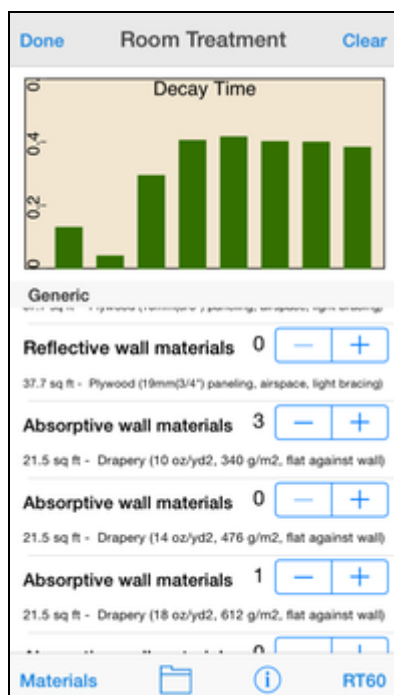 Done Room Treatment Clear
Decay Time
0.
0.4
0.2
0
Generic
Reflective wall materials 0 − +
37.7 sq ft - Plywood (19mm(3/4") paneling, airspace, light bracing)
Absorptive wall materials 3 − +
21.5 sq ft - Drapery (10 oz/yd2, 340 g/m2, flat against wall)
Absorptive wall materials 0 − +
21.5 sq ft - Drapery (14 oz/yd2, 476 g/m2, flat against wall)
Absorptive wall materials 1 − +
21.5 sq ft - Drapery (18 oz/yd2, 612 g/m2, flat against wall)
Materials RT60